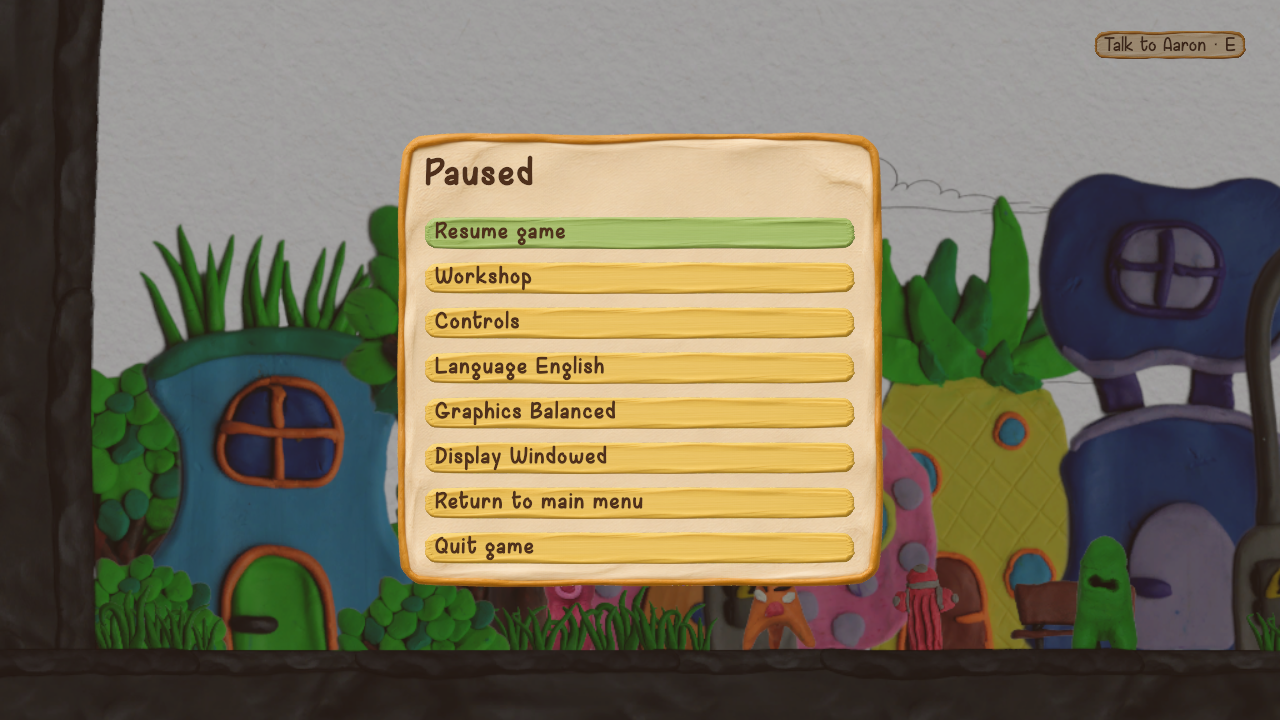 Talk to Aaron · E
Paused
Resume game
Workshop
Controls
Language English
Graphics Balanced
Display Windowed
Return to main menu
Quit game